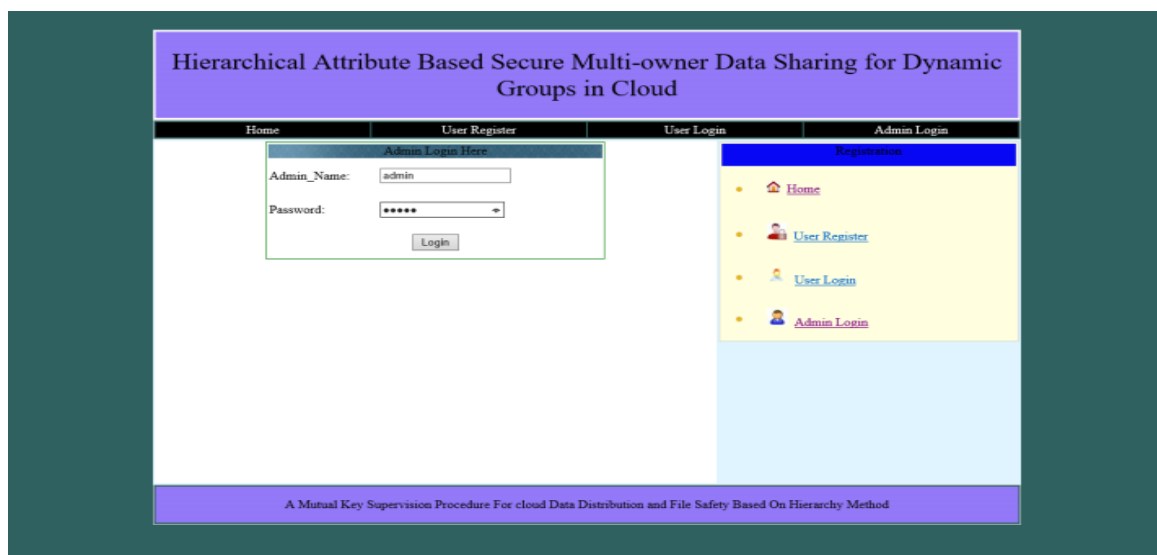 Hierarchical Attribute Based Secure Multi-owner Data Sharing for Dynamic
Groups in Cloud
Home User Register User Login Admin Login
Admin Login Here
Admin_Name: admin
Password: •••••
Login
Registration
Home
User Register
User Login
Admin Login
A Mutual Key Supervision Procedure For cloud Data Distribution and File Safety Based On Hierarchy Method